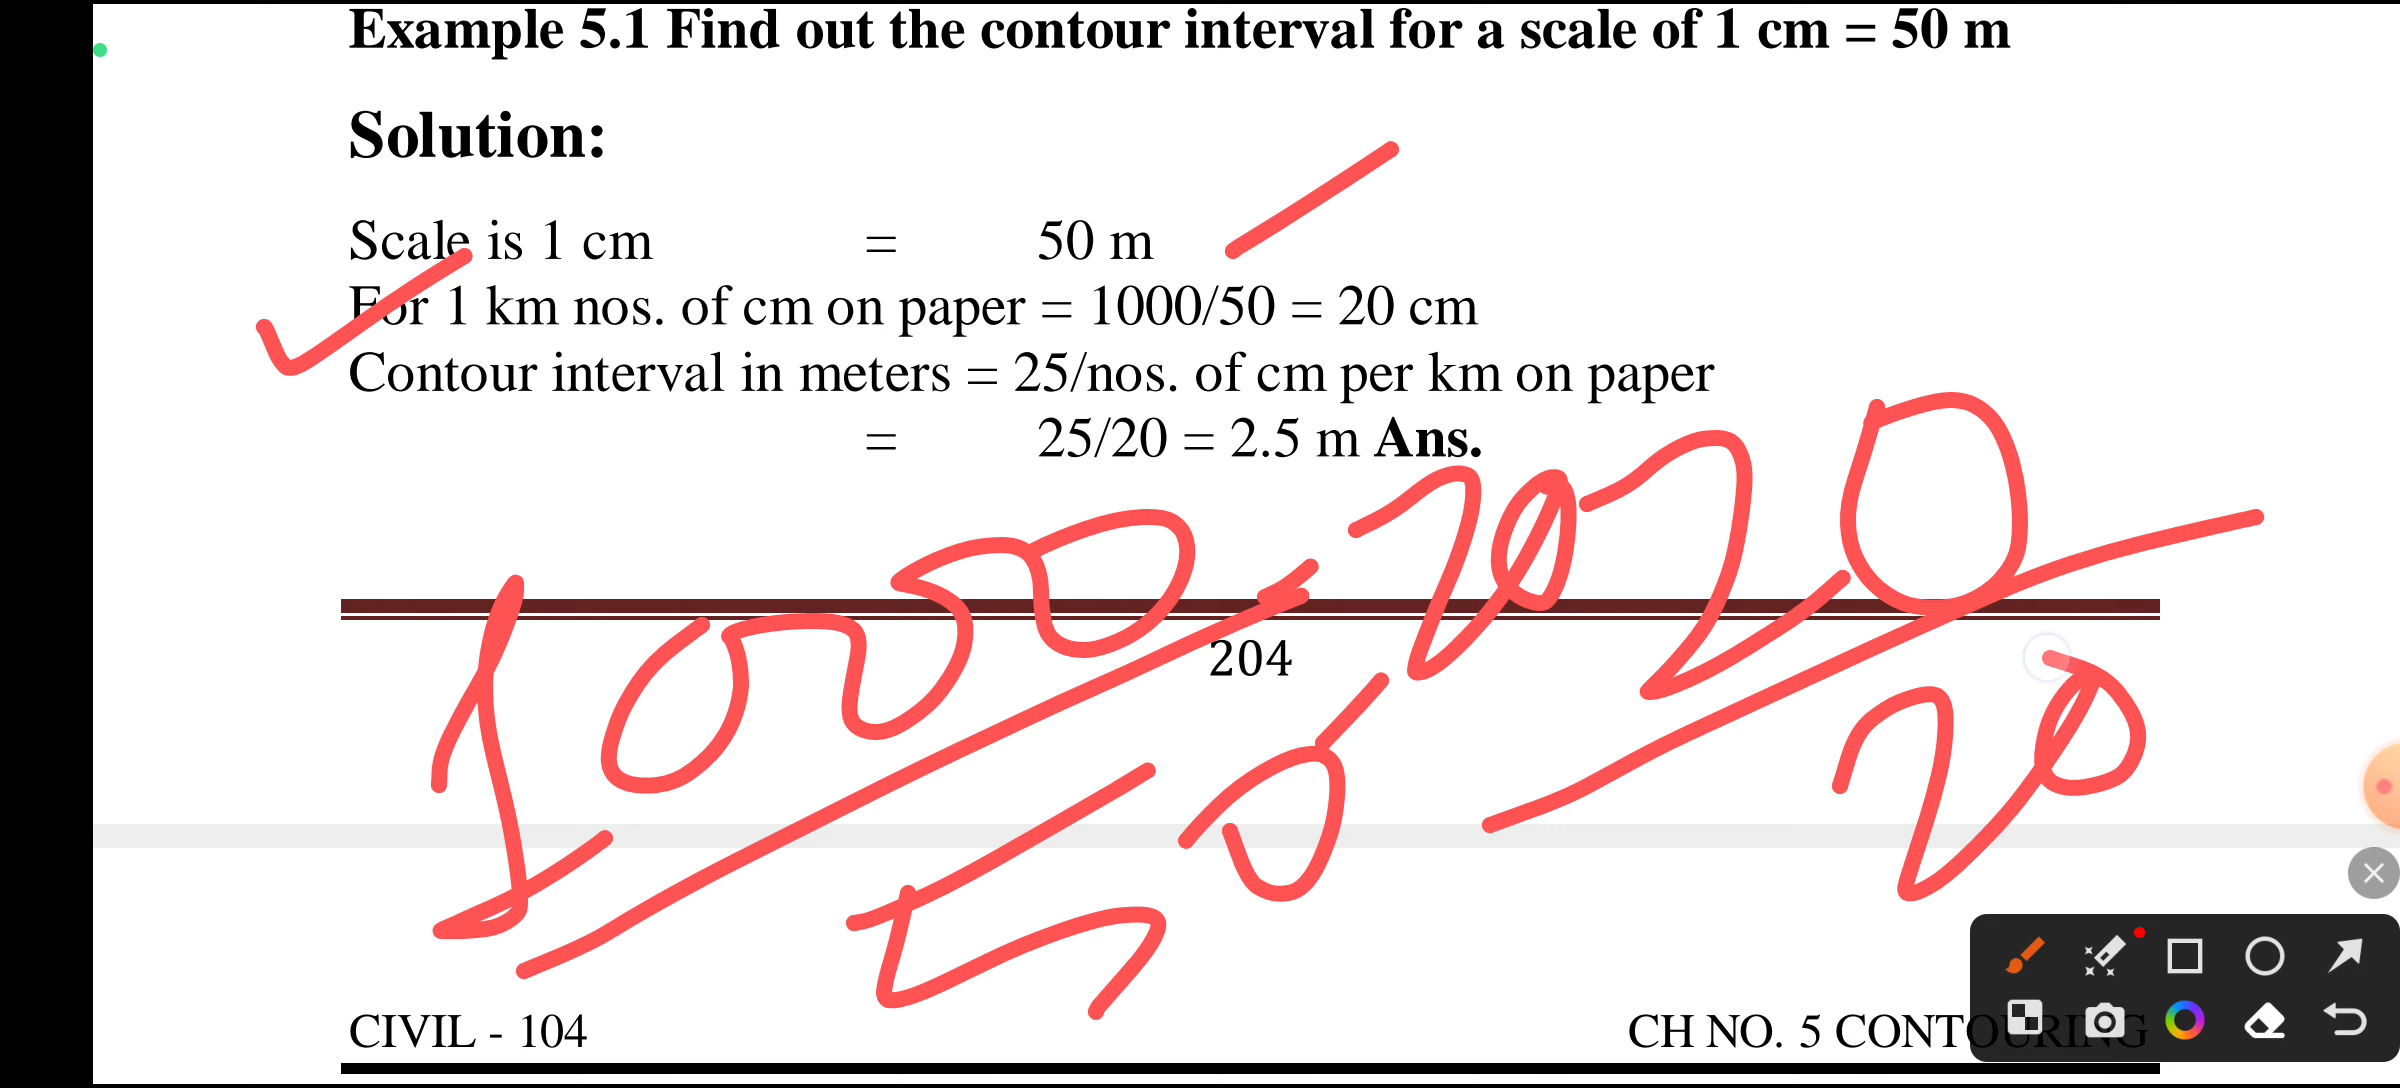 Example 5.1 Find out the contour interval for a scale of 1 cm = 50 m
Solution:
Scale is 1 cm = 50 m
For 1 km nos. of cm on paper = 1000/50 = 20 cm
Contour interval in meters = 25/nos. of cm per km on paper
= 25/20 = 2.5 m Ans.
1000 20 20
50 20
204
CIVIL - 104 CH NO. 5 CONTOURING